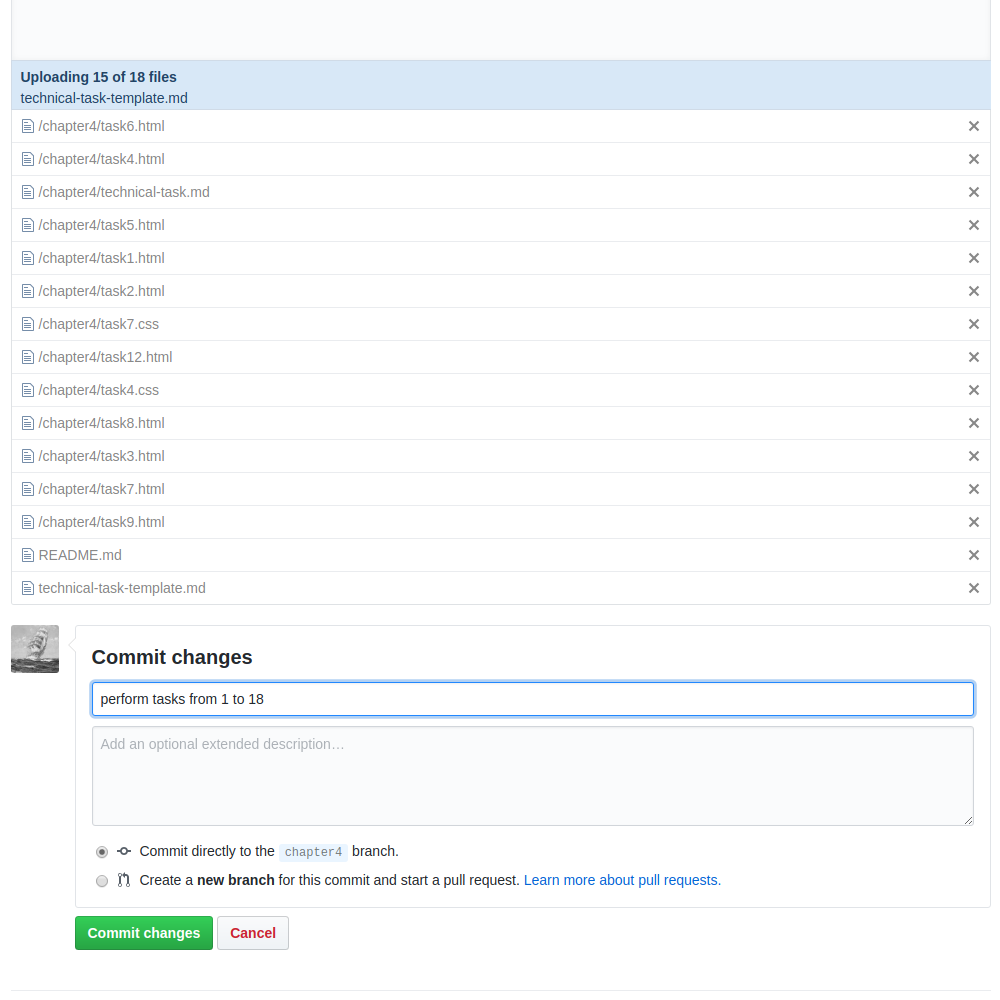 Uploading 15 of 18 files
technical-task-template.md
/chapter4/task6.html
/chapter4/task4.html
/chapter4/technical-task.md
/chapter4/task5.html
/chapter4/task1.html
/chapter4/task2.html
/chapter4/task7.css
/chapter4/task12.html
/chapter4/task4.css
/chapter4/task8.html
/chapter4/task3.html
/chapter4/task7.html
/chapter4/task9.html
README.md
technical-task-template.md
Commit changes
perform tasks from 1 to 18
Add an optional extended description…
Commit directly to the chapter4 branch.
Create a new branch for this commit and start a pull request. Learn more about pull requests.
Commit changes Cancel